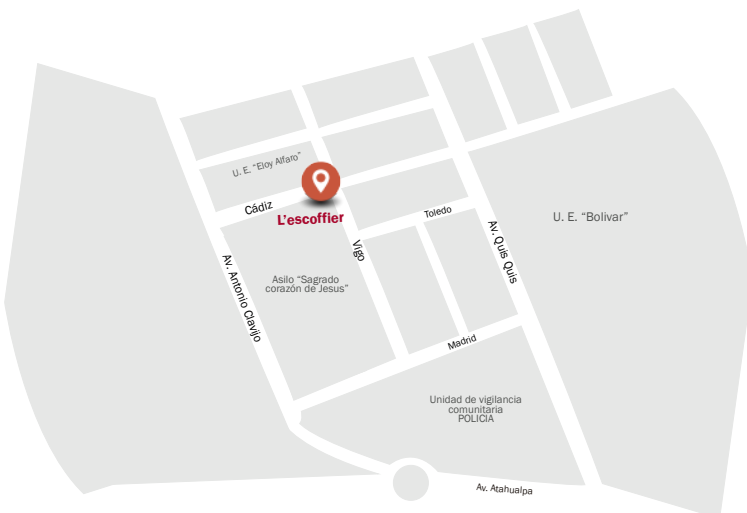 U. E. “Eloy Alfaro”
Cádiz
L’escoffier
Toledo
U. E. “Bolivar”
Vigo
Av. Quis Quis
Av. Antonio Clavijo
Asilo “Sagrado
corazón de Jesus”
Madrid
Unidad de vigilancia
comunitaria
POLICIA
Av. Atahualpa